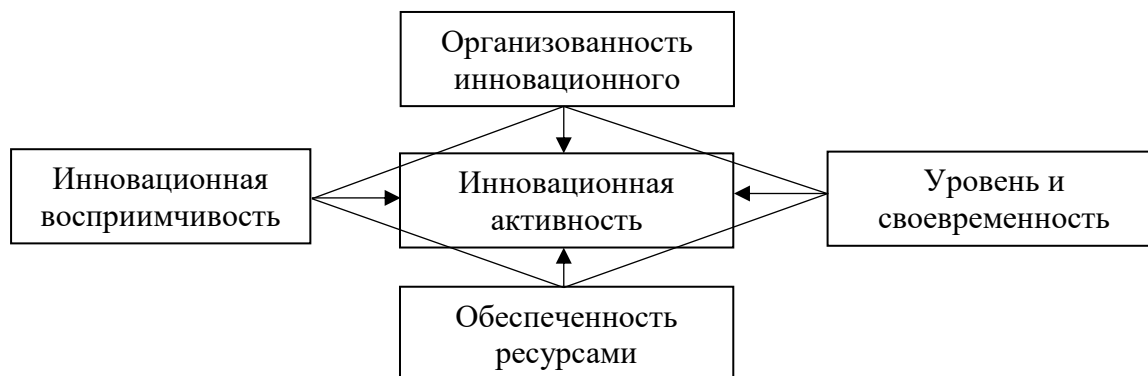 Организованность
инновационного
Инновационная
восприимчивость
Инновационная
активность
Уровень и
своевременность
Обеспеченность
ресурсами